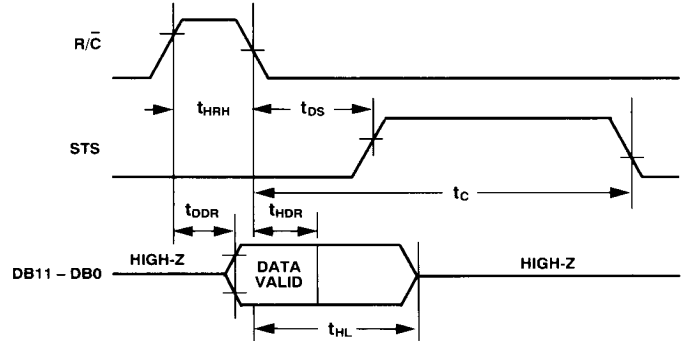 R/C̅
tHRH
tDS
STS
tC
tDDR
tHDR
HIGH-Z
DB11 – DB0
DATA
VALID
HIGH-Z
tHL